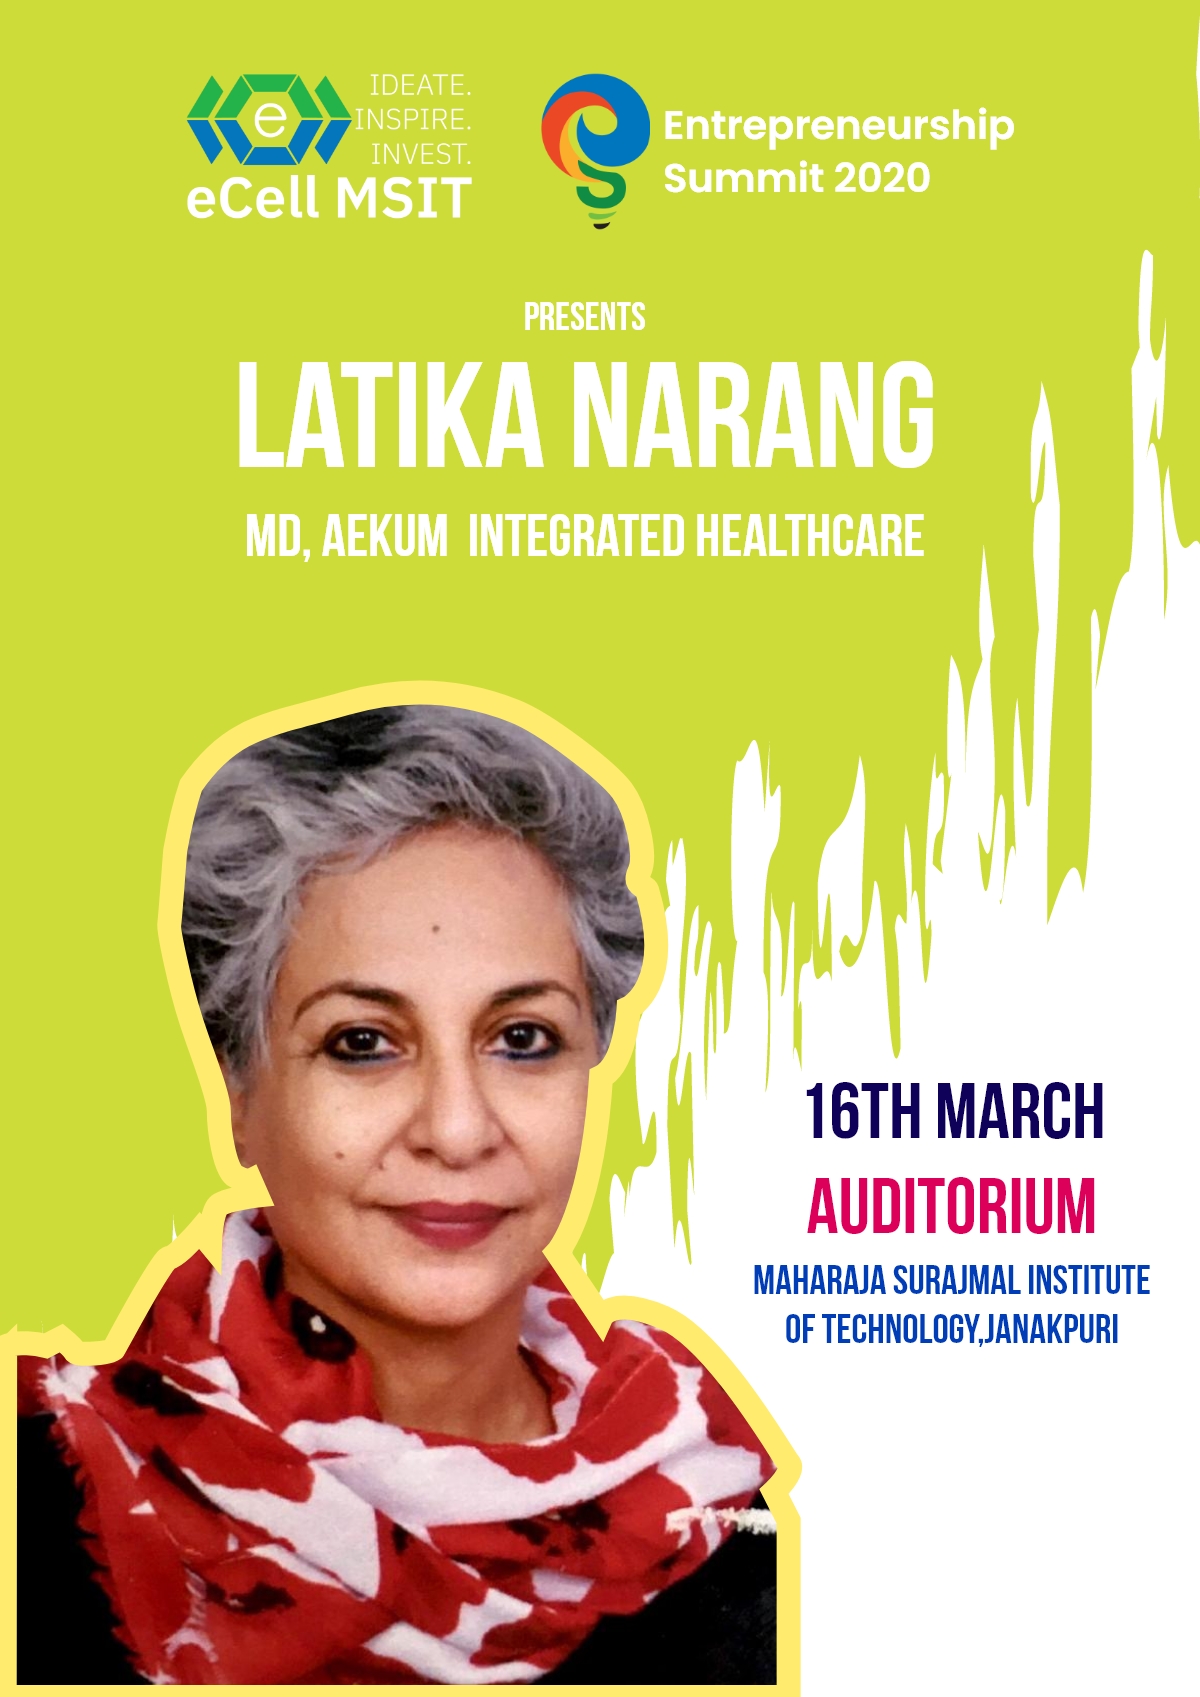 IDEATE.
INSPIRE.
INVEST.
e
eCell MSIT
Entrepreneurship
Summit 2020
PRESENTS
LATIKA NARANG
MD, AEKUM INTEGRATED HEALTHCARE
16TH MARCH
AUDITORIUM
MAHARAJA SURAJMAL INSTITUTE
OF TECHNOLOGY,JANAKPURI